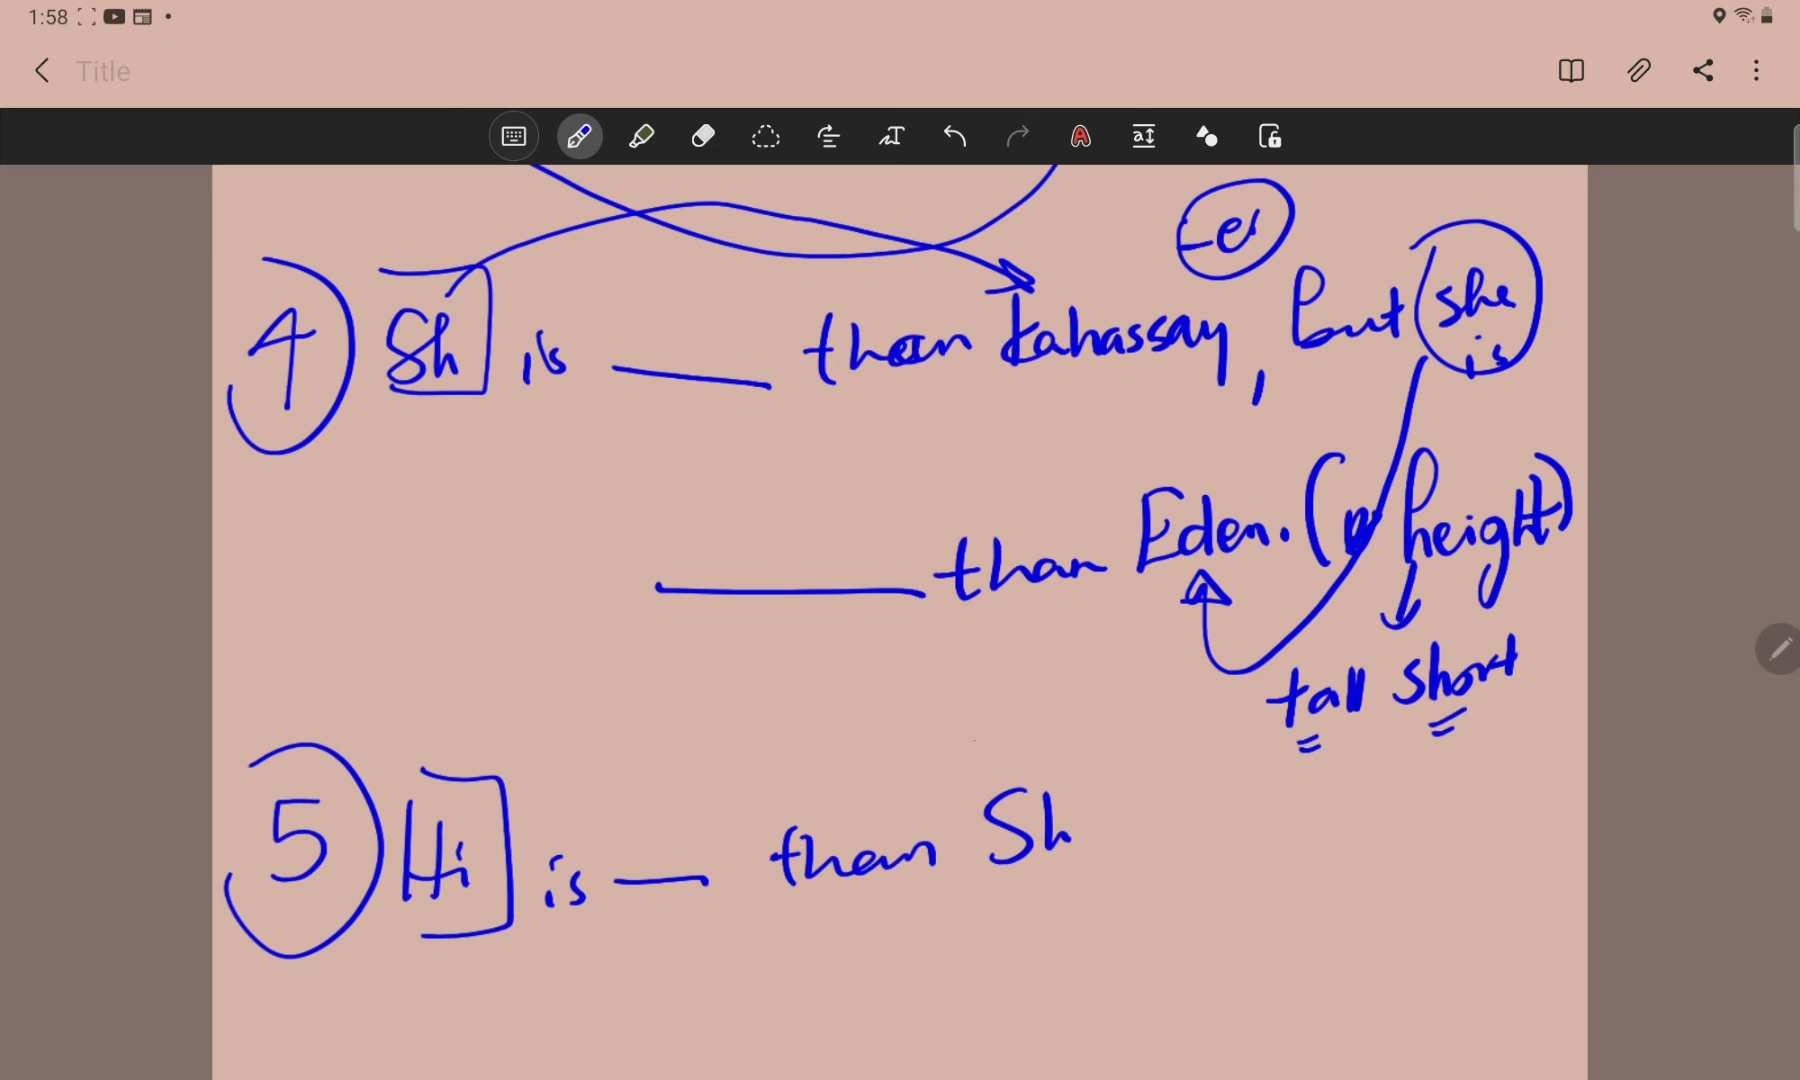 1:58
Title
-er
4 Sh is ____ than kahassay, but she is
____ than Eden. (height)
tall short
5 Hi is ___ than Sh